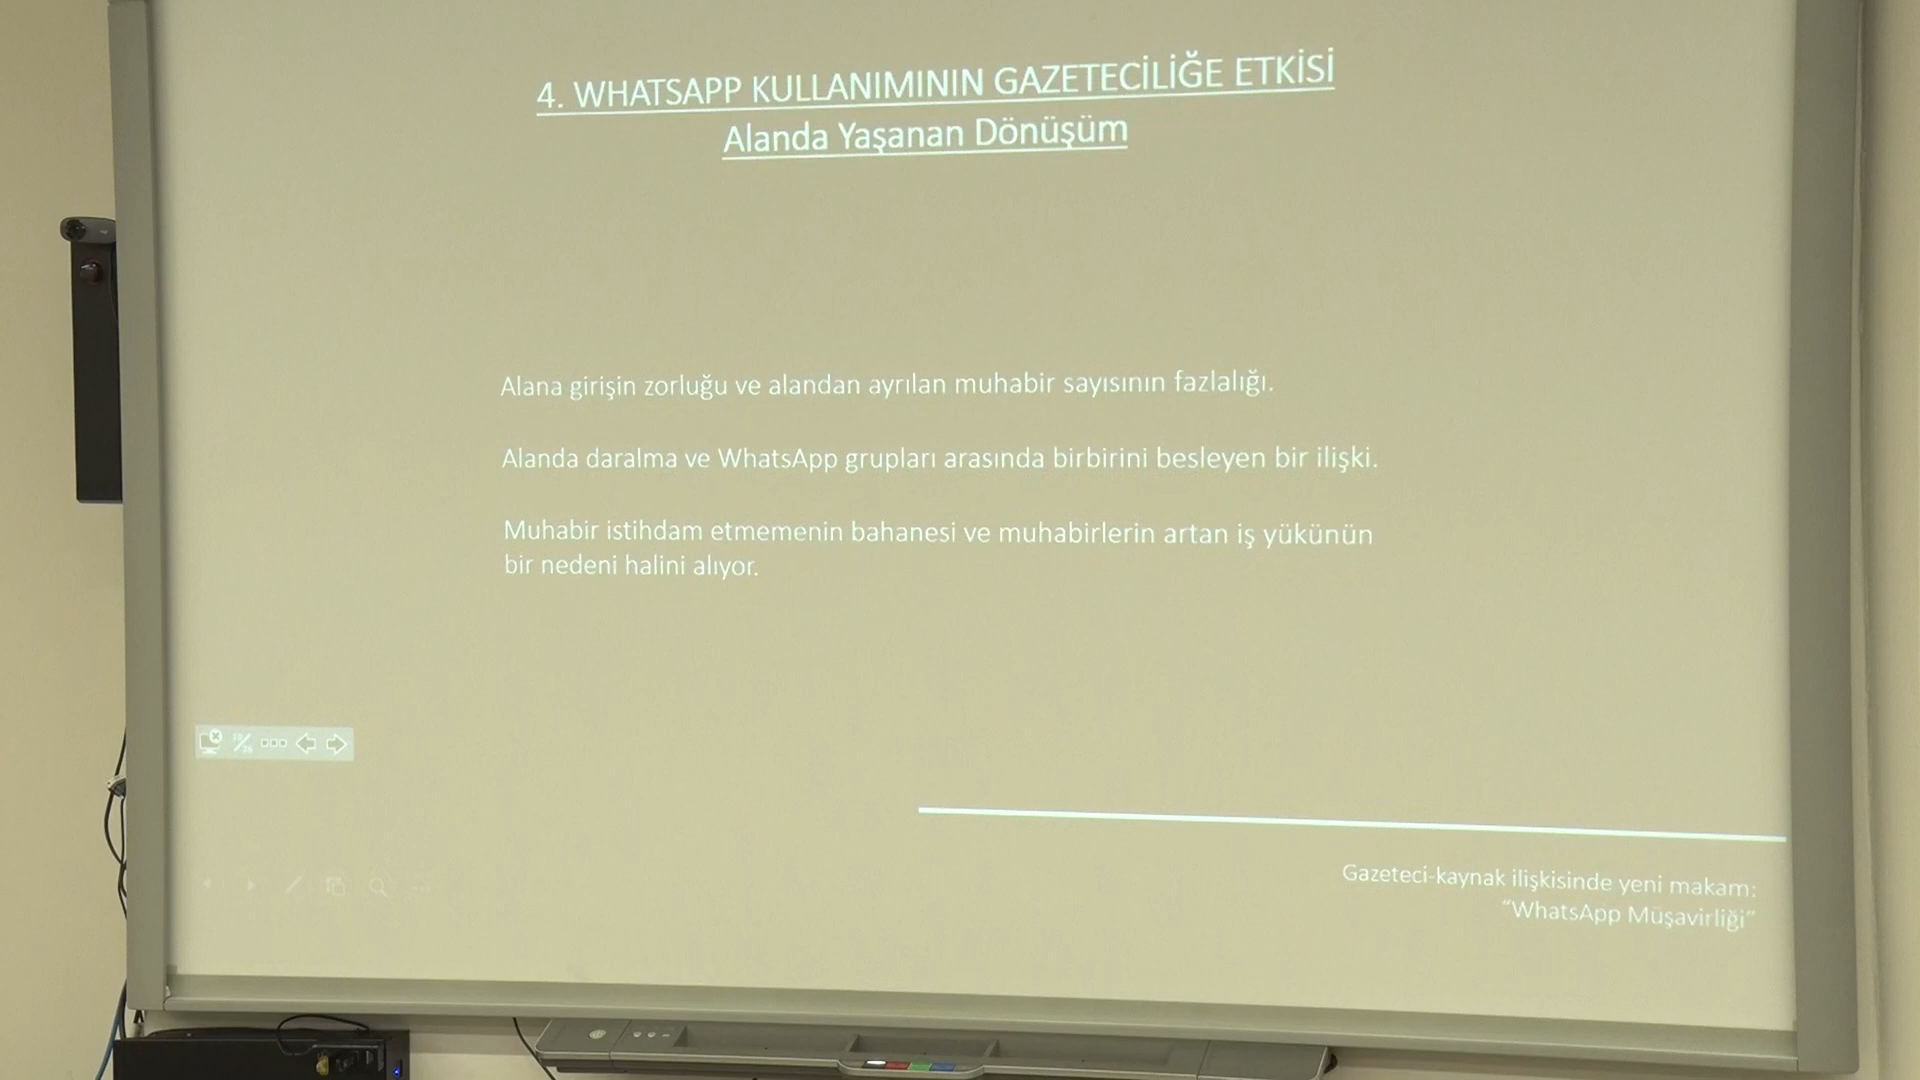 4. WHATSAPP KULLANIMININ GAZETECİLİĞE ETKİSİ
Alanda Yaşanan Dönüşüm
Alana girişin zorluğu ve alandan ayrılan muhabir sayısının fazlalığı.
Alanda daralma ve WhatsApp grupları arasında birbirini besleyen bir ilişki.
Muhabir istihdam etmemenin bahanesi ve muhabirlerin artan iş yükünün
bir nedeni halini alıyor.
Gazeteci-kaynak ilişkisinde yeni makam:
“WhatsApp Müşavirliği”